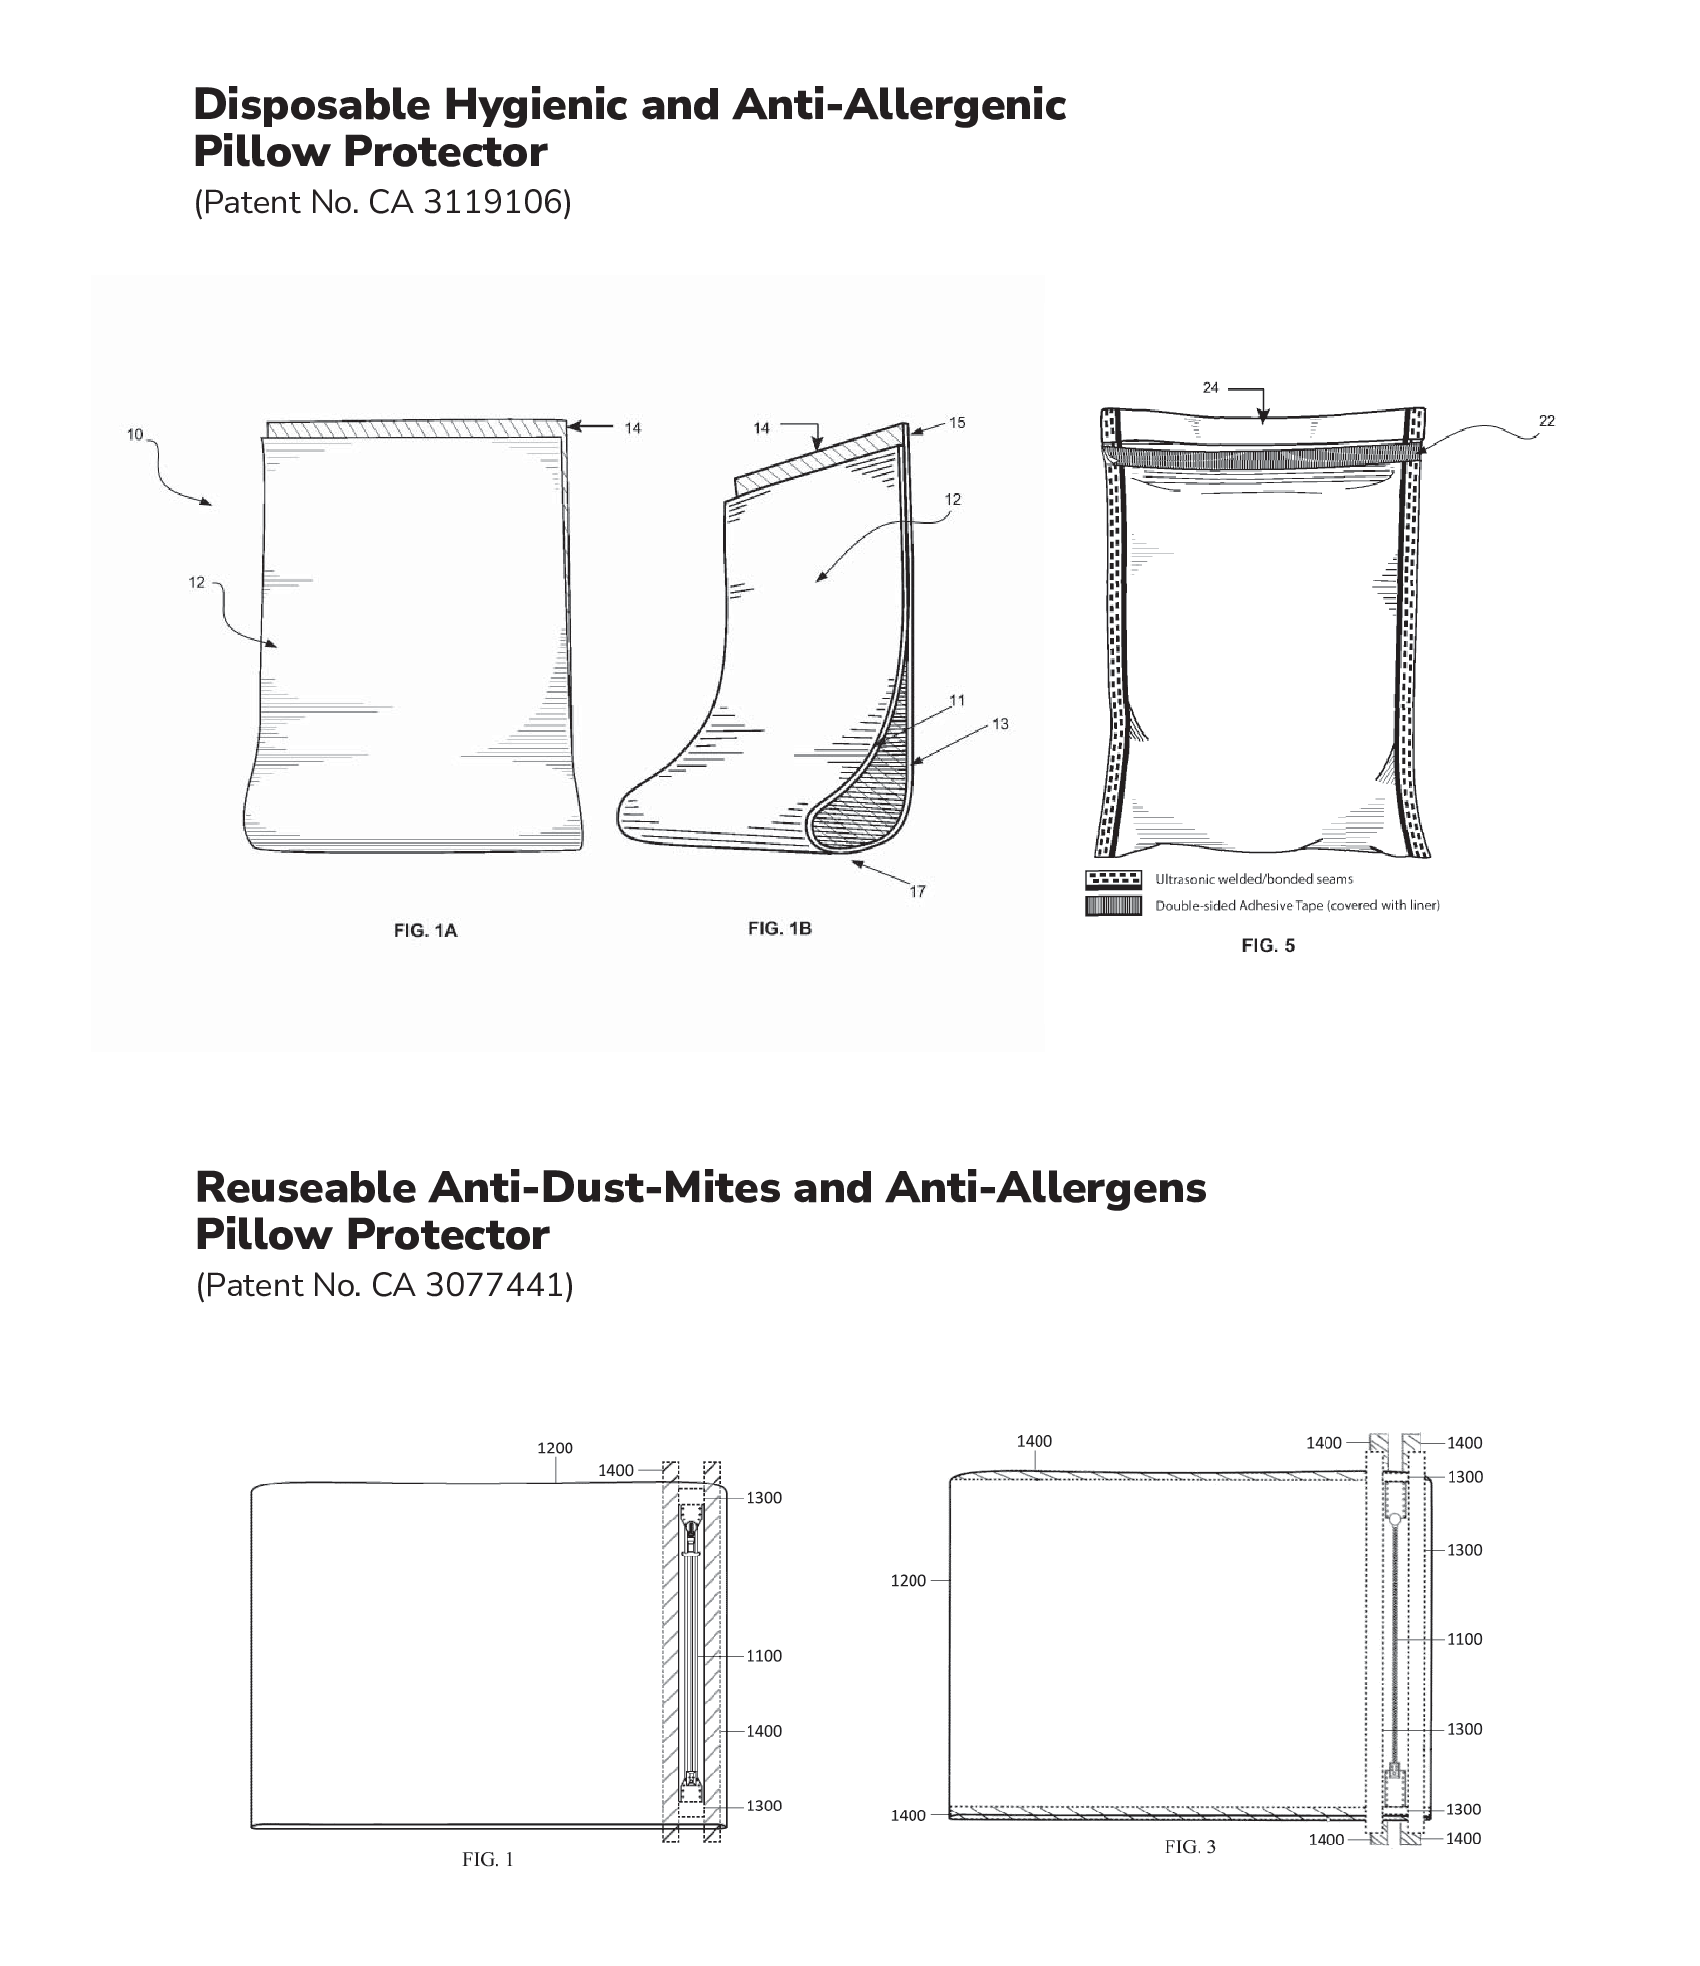 Disposable Hygienic and Anti-Allergenic
Pillow Protector
(Patent No. CA 3119106)
10
12
14
FIG. 1A
14
15
12
11
13
17
FIG. 1B
24
22
Ultrasonic welded/bonded seams
Double-sided Adhesive Tape (covered with liner)
FIG. 5
Reuseable Anti-Dust-Mites and Anti-Allergens
Pillow Protector
(Patent No. CA 3077441)
1200
1400
1300
1100
1400
1300
FIG. 1
1400
1400
1400
1300
1300
1200
1100
1300
1300
1400
1400
1400
FIG. 3